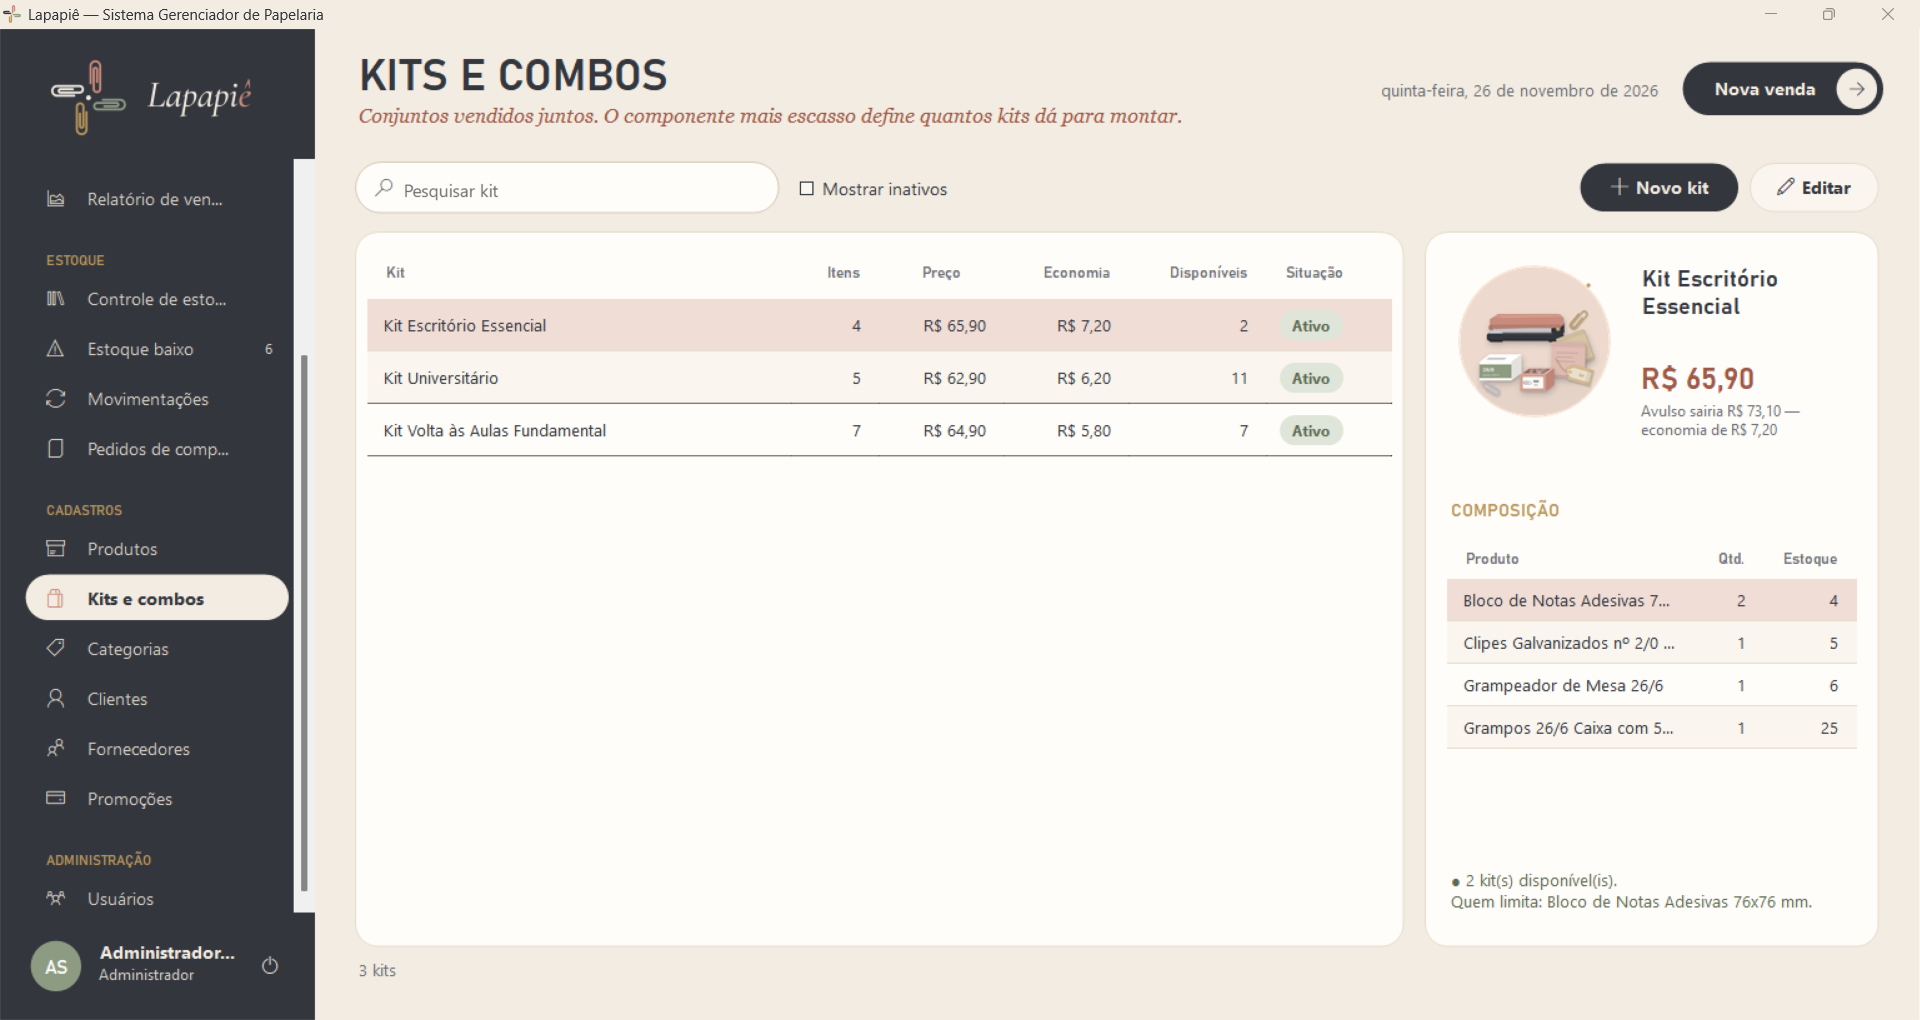 Lapapiê — Sistema Gerenciador de Papelaria
Lapapiê
Relatório de ven...
ESTOQUE
Controle de esto...
Estoque baixo 6
Movimentações
Pedidos de comp...
CADASTROS
Produtos
Kits e combos
Categorias
Clientes
Fornecedores
Promoções
ADMINISTRAÇÃO
Usuários
AS
Administrador...
Administrador
KITS E COMBOS
Conjuntos vendidos juntos. O componente mais escasso define quantos kits dá para montar.
quinta-feira, 26 de novembro de 2026
Nova venda
Pesquisar kit
Mostrar inativos
Novo kit
Editar
Kit Itens Preço Economia Disponíveis Situação
Kit Escritório Essencial 4 R$ 65,90 R$ 7,20 2 Ativo
Kit Universitário 5 R$ 62,90 R$ 6,20 11 Ativo
Kit Volta às Aulas Fundamental 7 R$ 64,90 R$ 5,80 7 Ativo
3 kits
Kit Escritório
Essencial
R$ 65,90
Avulso sairia R$ 73,10 —
economia de R$ 7,20
COMPOSIÇÃO
Produto Qtd. Estoque
Bloco de Notas Adesivas 7... 2 4
Clipes Galvanizados nº 2/0 ... 1 5
Grampeador de Mesa 26/6 1 6
Grampos 26/6 Caixa com 5... 1 25
● 2 kit(s) disponível(is).
Quem limita: Bloco de Notas Adesivas 76x76 mm.